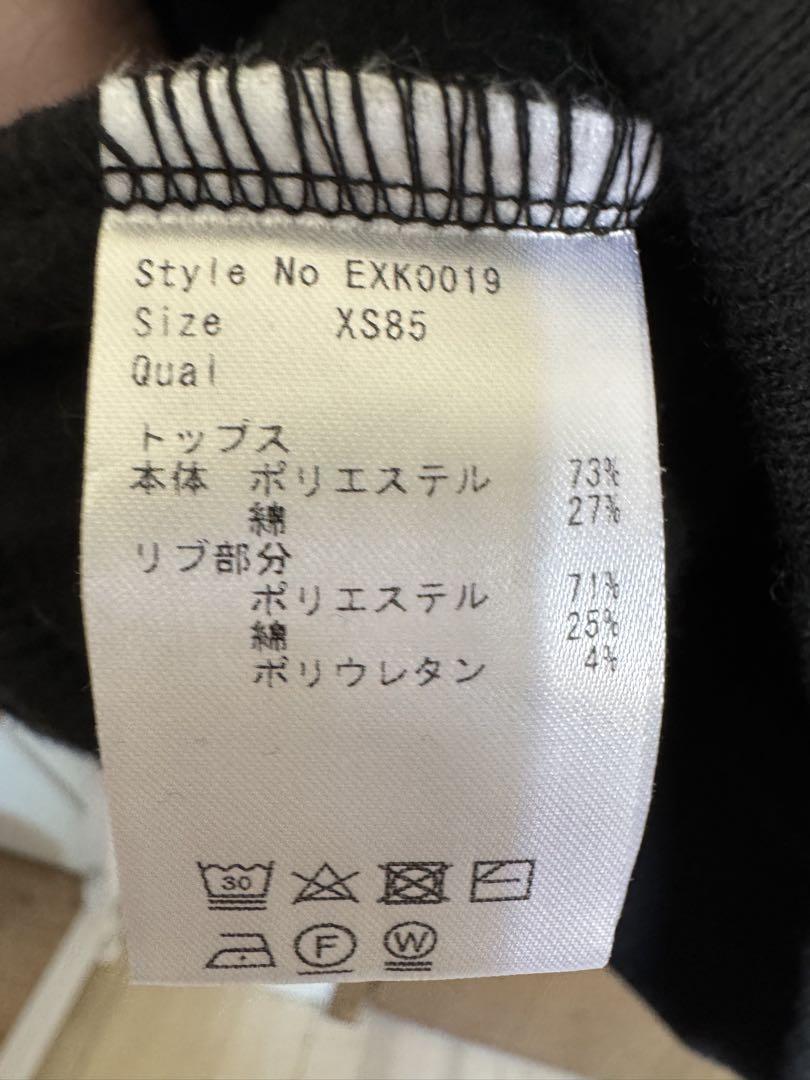 Style No EXK0019
Size XS85
Qual
トップス
本体 ポリエステル 73%
綿 27%
リブ部分
ポリエステル 71%
綿 25%
ポリウレタン 4%
30
F W